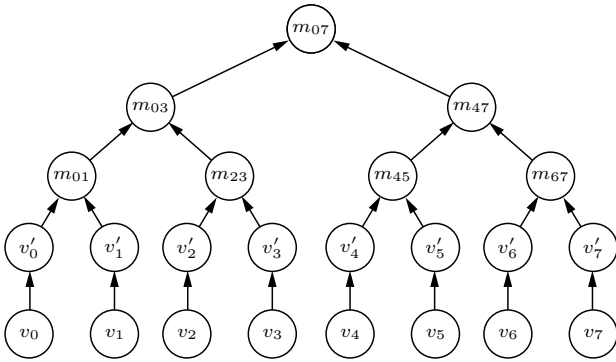 m₀₇
m₀₃ m₄₇
m₀₁ m₂₃ m₄₅ m₆₇
v′₀ v′₁ v′₂ v′₃ v′₄ v′₅ v′₆ v′₇
v₀ v₁ v₂ v₃ v₄ v₅ v₆ v₇